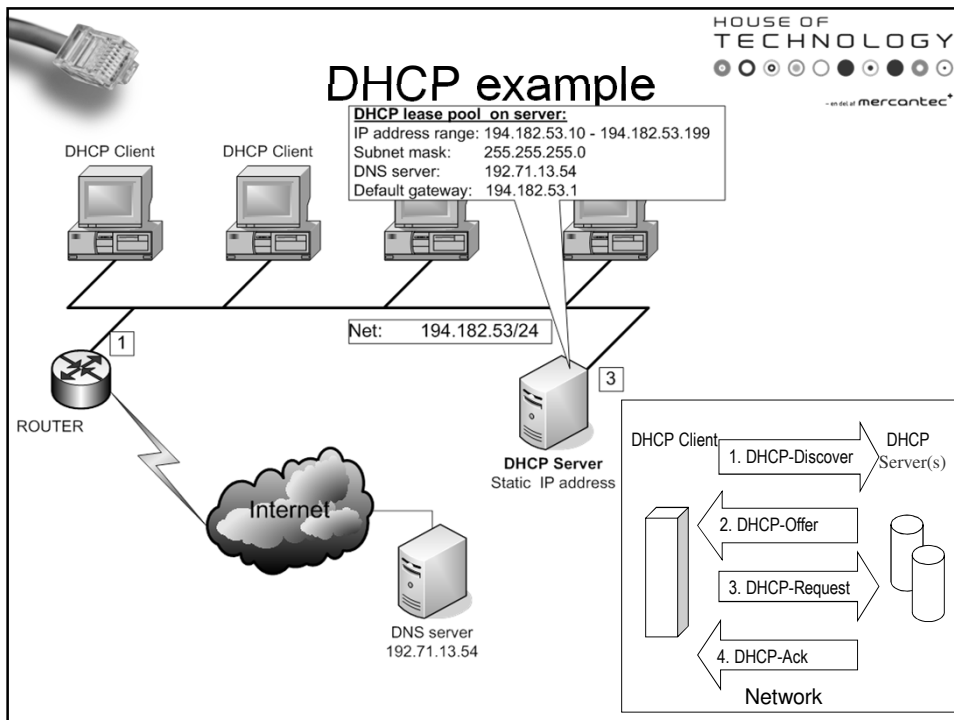 HOUSE OF
TECHNOLOGY
- en del af mercantec+
DHCP example
DHCP lease pool on server:
IP address range: 194.182.53.10 - 194.182.53.199
Subnet mask: 255.255.255.0
DNS server: 192.71.13.54
Default gateway: 194.182.53.1
DHCP Client
DHCP Client
Net: 194.182.53/24
1
3
ROUTER
DHCP Server
Static IP address
Internet
DNS server
192.71.13.54
DHCP Client
DHCP
Server(s)
1. DHCP-Discover
2. DHCP-Offer
3. DHCP-Request
4. DHCP-Ack
Network